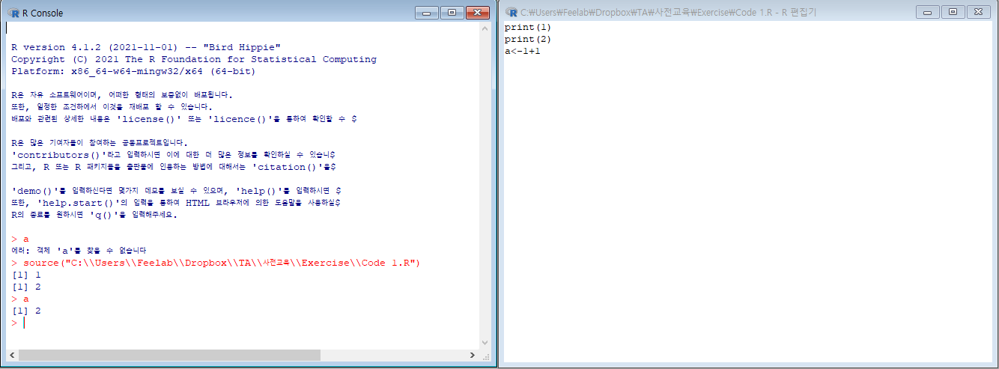 R Console
R version 4.1.2 (2021-11-01) -- "Bird Hippie"
Copyright (C) 2021 The R Foundation for Statistical Computing
Platform: x86_64-w64-mingw32/x64 (64-bit)
R은 자유 소프트웨어이며, 어떠한 형태의 보증없이 배포됩니다.
또한, 일정한 조건하에서 이것을 재배포 할 수 있습니다.
배포와 관련된 상세한 내용은 'license()' 또는 'licence()'을 통하여 확인할 수 $
R은 많은 기여자들이 참여하는 공동프로젝트입니다.
'contributors()'라고 입력하시면 이에 대한 더 많은 정보를 확인하실 수 있습니$
그리고, R 또는 R 패키지들을 출판물에 인용하는 방법에 대해서는 'citation()'을$
'demo()'를 입력하신다면 몇가지 데모를 보실 수 있으며, 'help()'를 입력하시면 $
또한, 'help.start()'의 입력을 통하여 HTML 브라우저에 의한 도움말을 사용하실$
R의 종료를 원하시면 'q()'을 입력해주세요.
> a
에러: 객체 'a'를 찾을 수 없습니다
> source("C:\\Users\\Feelab\\Dropbox\\TA\\사전교육\\Exercise\\Code 1.R")
[1] 1
[1] 2
> a
[1] 2
>
C:₩Users₩Feelab₩Dropbox₩TA₩사전교육₩Exercise₩Code 1.R - R 편집기
print(1)
print(2)
a<-1+1